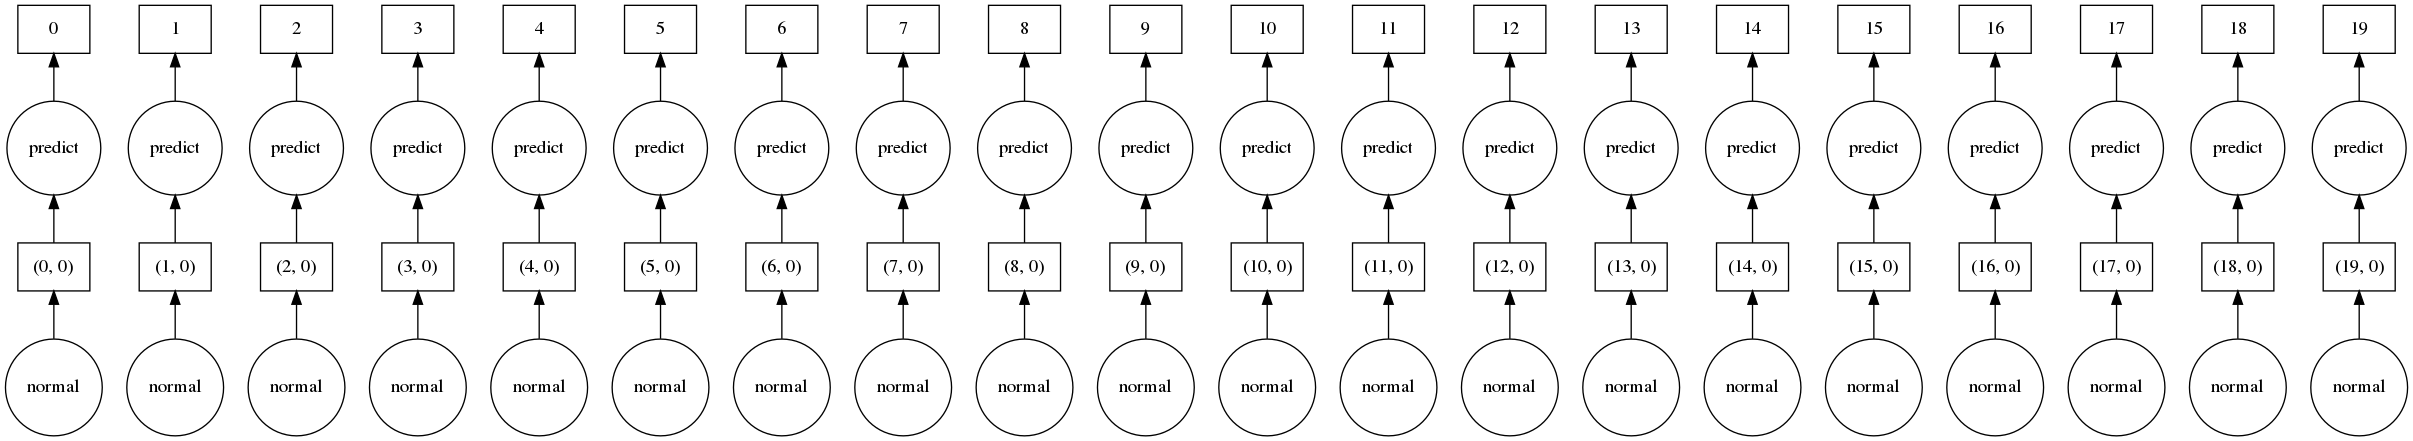 0 1 2 3 4 5 6 7 8 9 10 11 12 13 14 15 16 17 18 19
predict predict predict predict predict predict predict predict predict predict predict predict predict predict predict predict predict predict predict predict
(0, 0) (1, 0) (2, 0) (3, 0) (4, 0) (5, 0) (6, 0) (7, 0) (8, 0) (9, 0) (10, 0) (11, 0) (12, 0) (13, 0) (14, 0) (15, 0) (16, 0) (17, 0) (18, 0) (19, 0)
normal normal normal normal normal normal normal normal normal normal normal normal normal normal normal normal normal normal normal normal